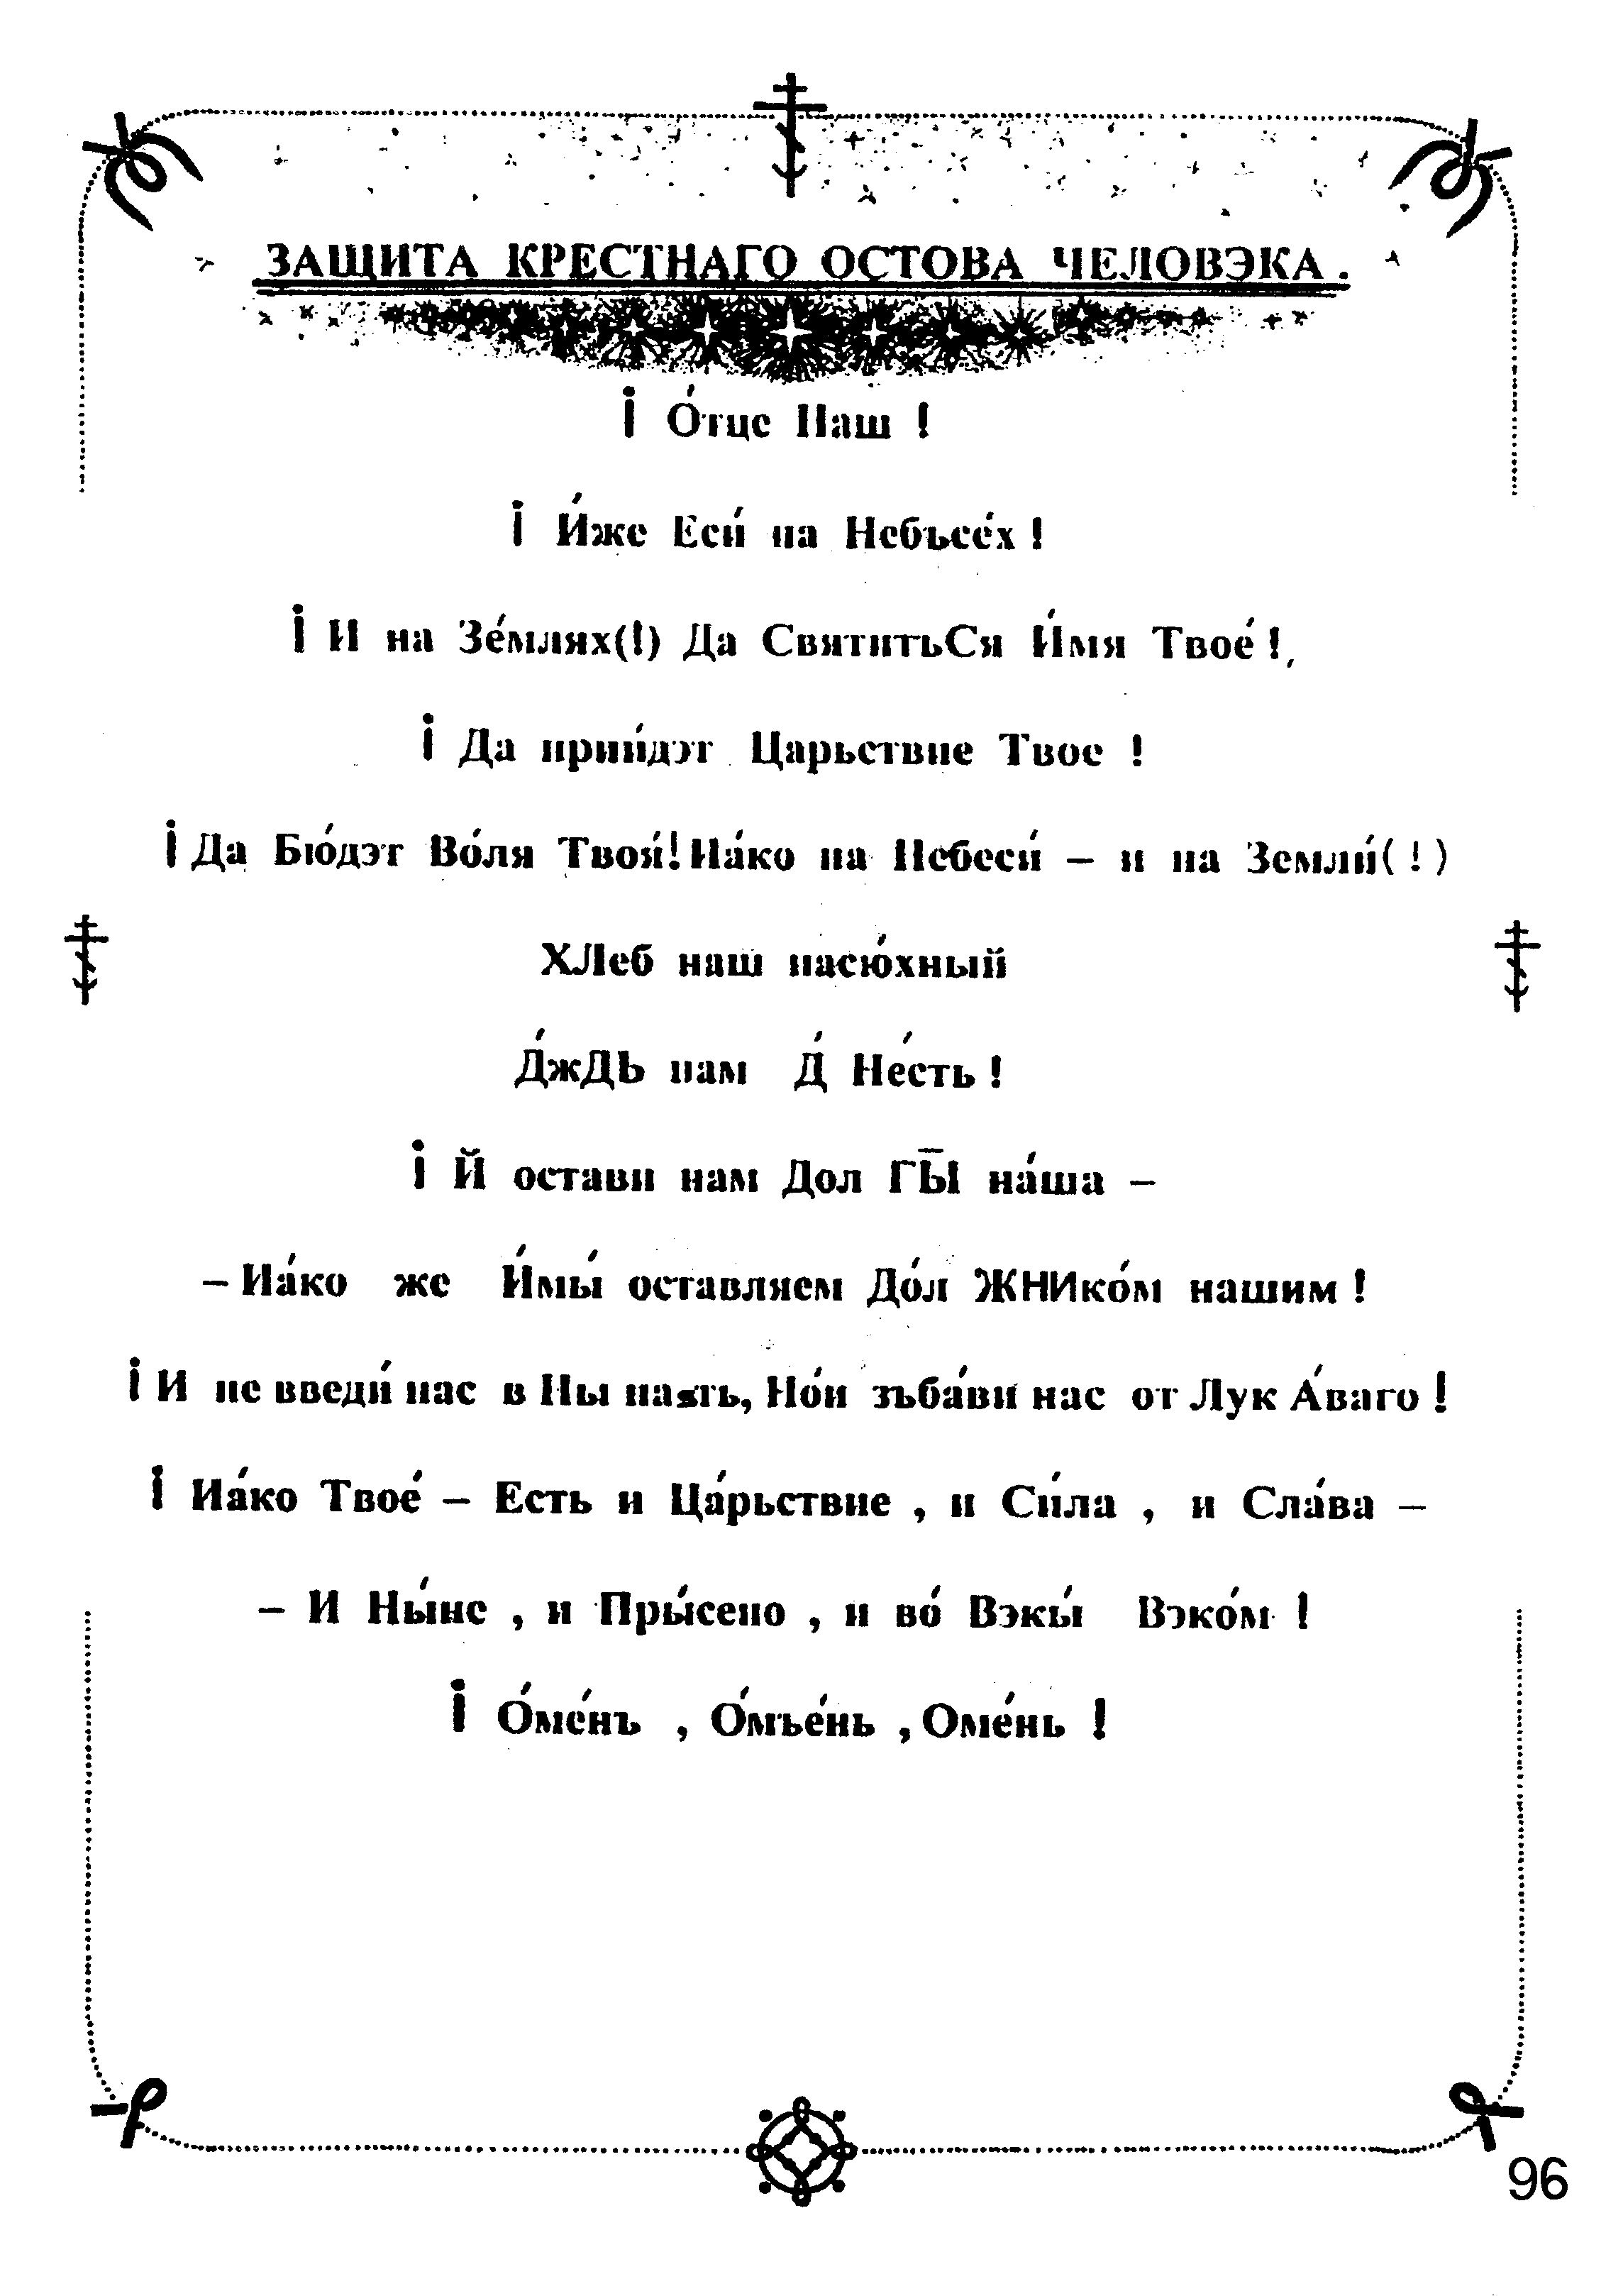 ЗАЩИТА КРЕСТНАГО ОСТОВА ЧЕЛОВЭКА.
¡ О́тце Наш !
¡ И́же Еси́ на Небъсе́х !
¡ И на Зе́млях(!) Да СвятитьСя И́мя Твое́ !,
¡ Да прии́дэт Царьствие Твое !
¡ Да Бю́дэт Во́ля Твоя́! Иа́ко на Небеси́ – и на Земли́( ! )
ХЛеб наш насю́хный
Д́жДЬ нам Д́ Не́сть !
¡ Й остави нам Дол ГЫ̄ на́ша –
– Иа́ко же И́мы́ оставляем До́л ЖНИко́м нашим !
¡ И не введи́ нас в Ны паять, Но́и зъба́ви нас от Лук А́ваго !
¡ Иа́ко Твое́ – Есть и Ца́рьствие , и Си́ла , и Сла́ва –
– И Ны́не , и Пры́сено , и во́ Вэкы́ Вэко́м !
¡ О́ме́нъ , О́мъе́нь , Оме́нь !
96